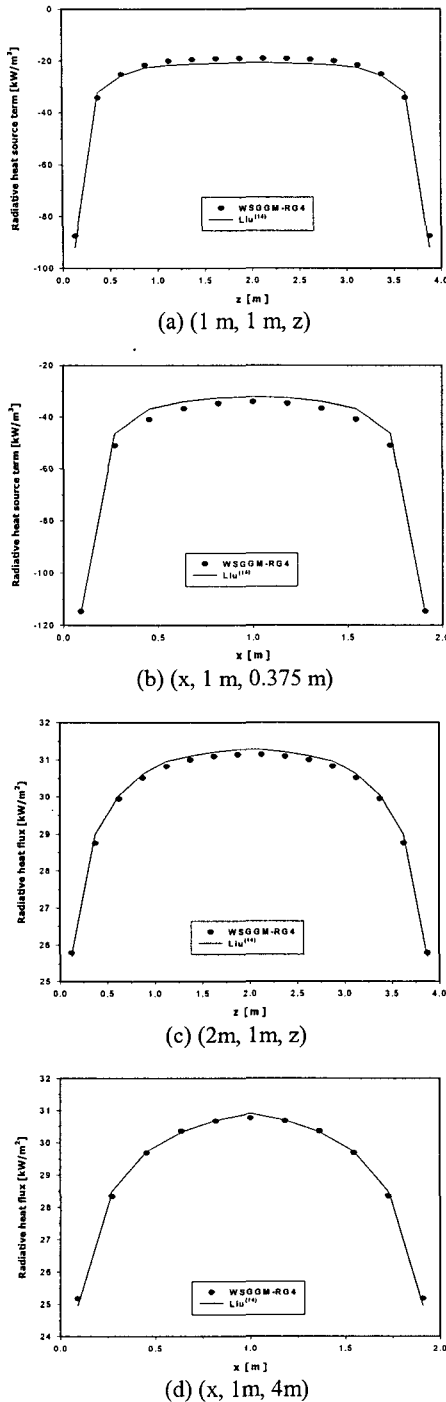 0
-20
-40
-60
-80
-100
Radiative heat source term [kW/m³]
WSGGM-RG4
Liu(14)
0.0 0.5 1.0 1.5 2.0 2.5 3.0 3.5 4.0
z [m]
(a) (1 m, 1 m, z)
-20
-40
-60
-80
-100
-120
Radiative heat source term [kW/m³]
WSGGM-RG4
Liu(14)
0.0 0.5 1.0 1.5 2.0
x [m]
(b) (x, 1 m, 0.375 m)
32
31
30
29
28
27
26
25
Radiative heat flux [kW/m²]
WSGGM-RG4
Liu(14)
0.0 0.5 1.0 1.5 2.0 2.5 3.0 3.5 4.0
z [m]
(c) (2m, 1m, z)
32
31
30
29
28
27
26
25
24
Radiative heat flux [kW/m²]
WSGGM-RG4
Liu(14)
0.0 0.5 1.0 1.5 2.0
x [m]
(d) (x, 1m, 4m)